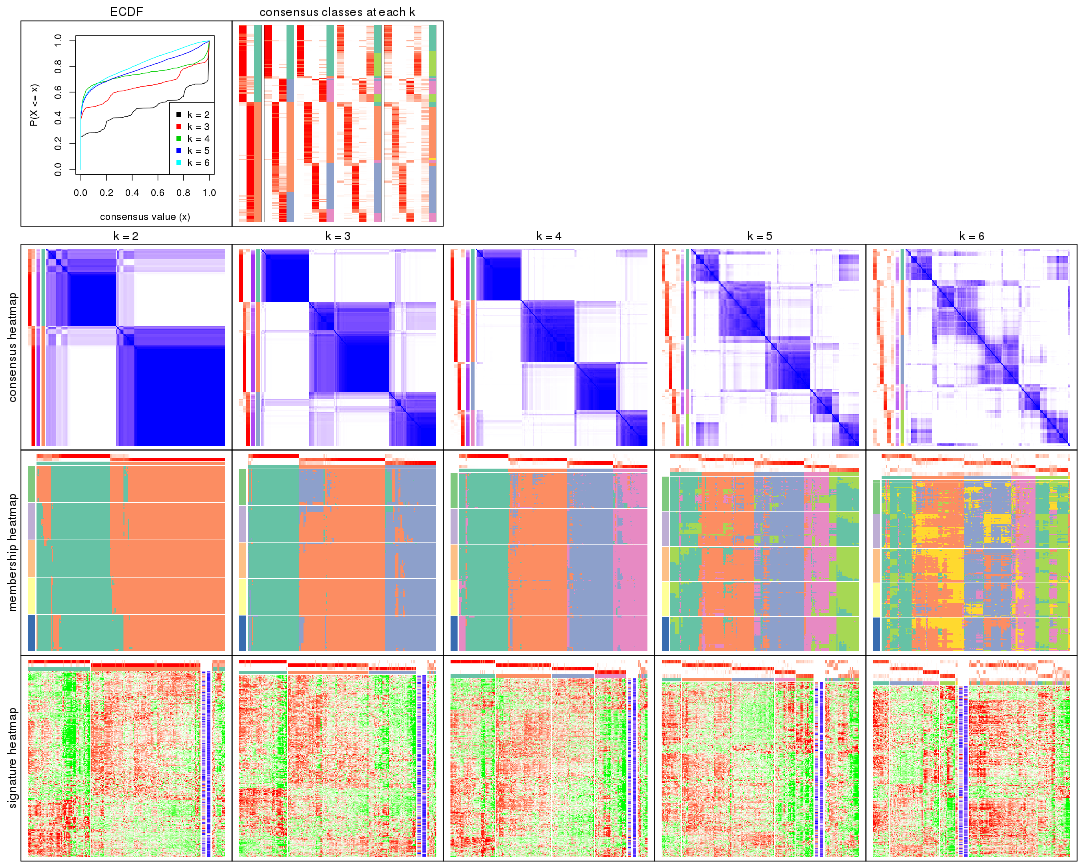 ECDF
consensus classes at each k
P(X <= x)
0.0 0.2 0.4 0.6 0.8 1.0
k = 2
k = 3
k = 4
k = 5
k = 6
0.0 0.2 0.4 0.6 0.8 1.0
consensus value (x)
k = 2 k = 3 k = 4 k = 5 k = 6
consensus heatmap
membership heatmap
signature heatmap